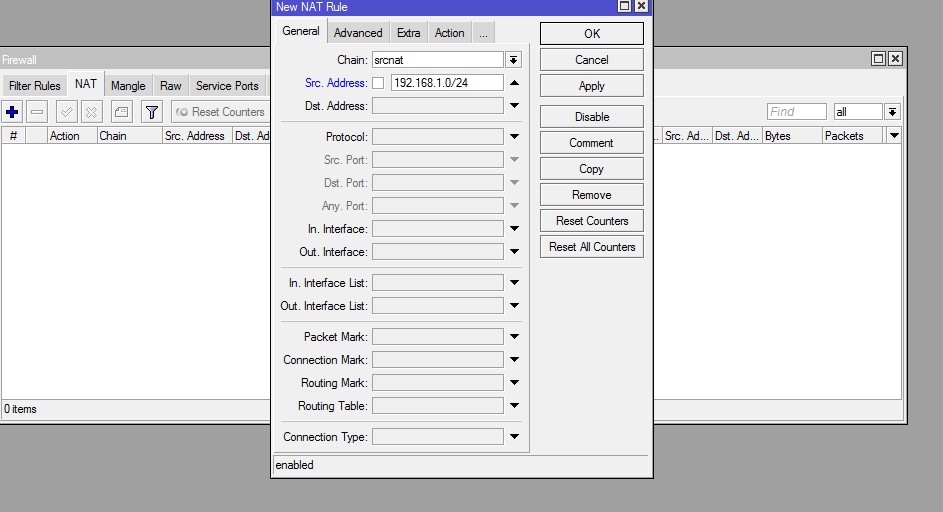 New NAT Rule
General Advanced Extra Action ...
Chain: srcnat
Src. Address: 192.168.1.0/24
Dst. Address:
Protocol:
Src. Port:
Dst. Port:
Any. Port:
In. Interface:
Out. Interface:
In. Interface List:
Out. Interface List:
Packet Mark:
Connection Mark:
Routing Mark:
Routing Table:
Connection Type:
enabled
OK
Cancel
Apply
Disable
Comment
Copy
Remove
Reset Counters
Reset All Counters
Firewall
Filter Rules NAT Mangle Raw Service Ports
Reset Counters Find all
# Action Chain Src. Address Dst. Ad .. Src. Ad... Dst. Ad... Bytes Packets
0 items